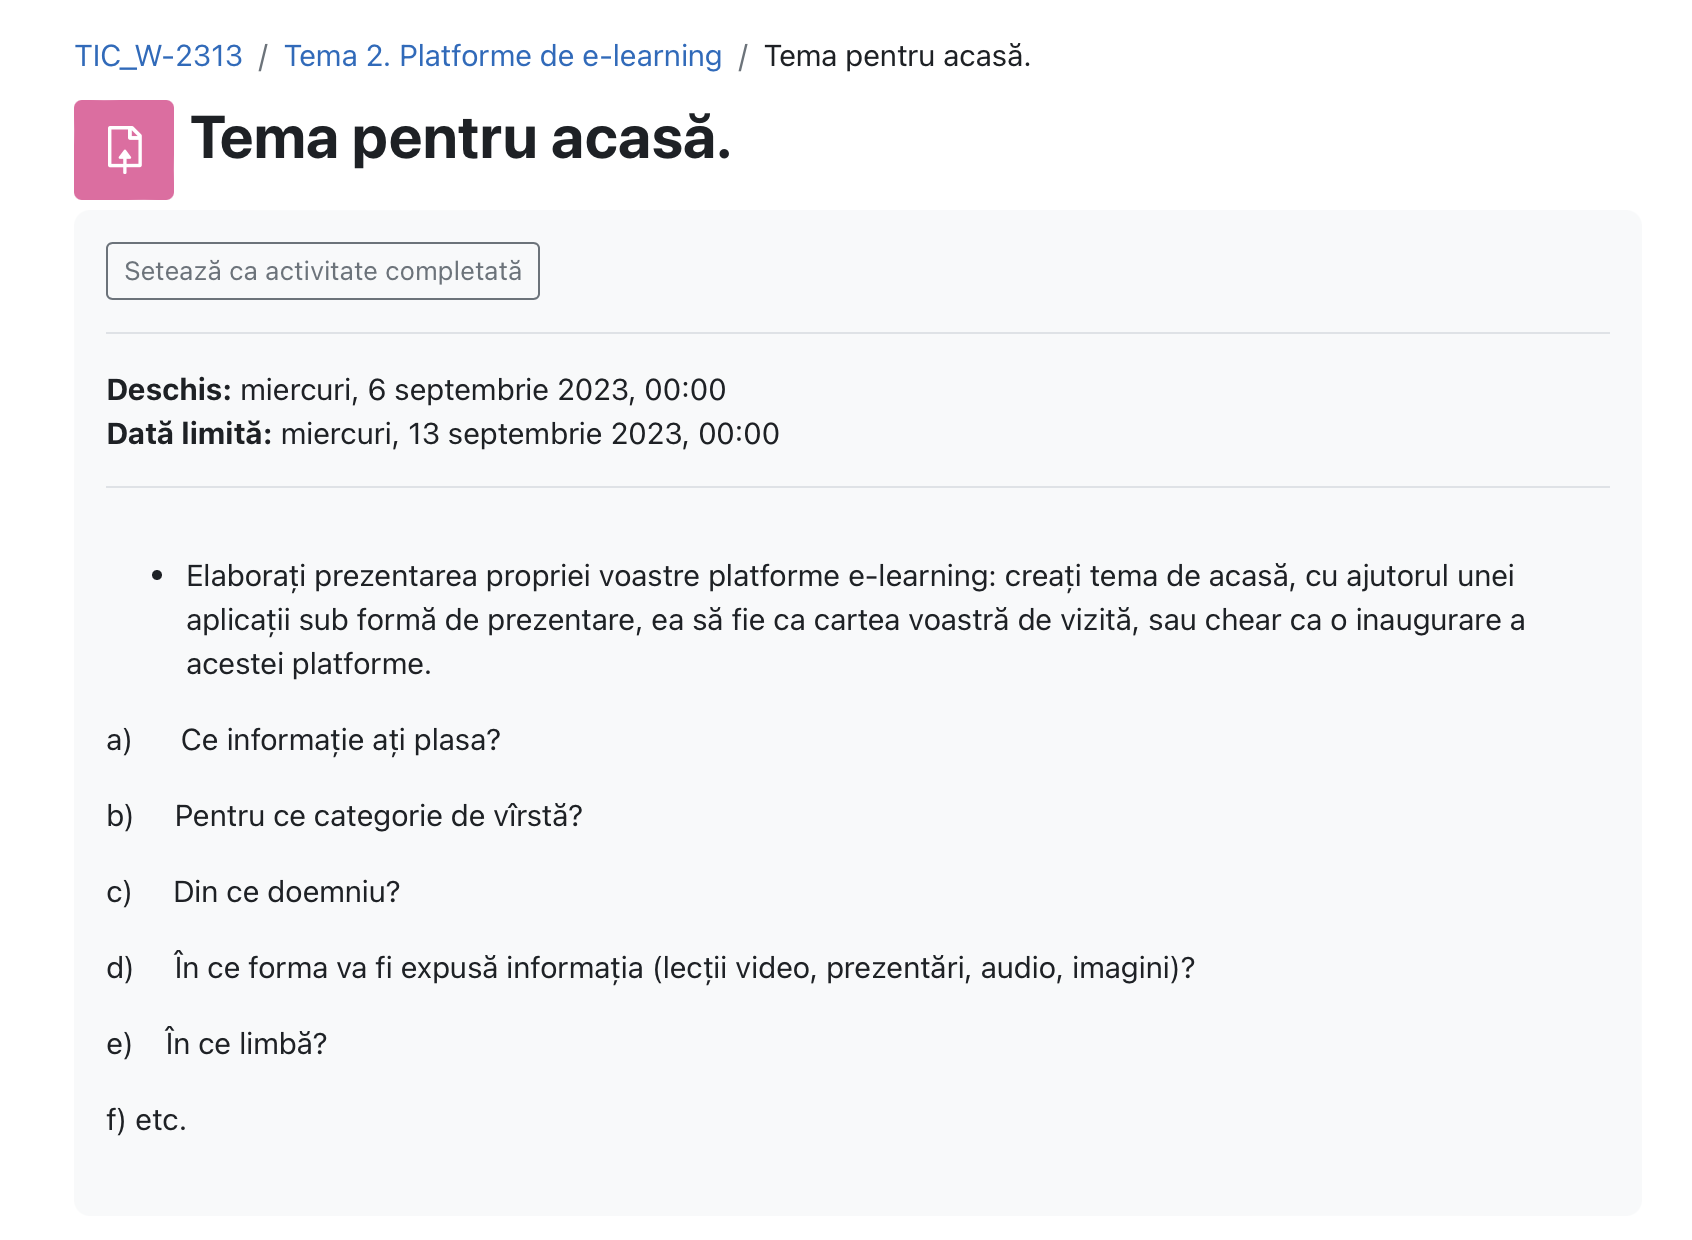 TIC_W-2313 / Tema 2. Platforme de e-learning / Tema pentru acasă.
Tema pentru acasă.
Setează ca activitate completată
Deschis: miercuri, 6 septembrie 2023, 00:00
Dată limită: miercuri, 13 septembrie 2023, 00:00
• Elaborați prezentarea propriei voastre platforme e-learning: creați tema de acasă, cu ajutorul unei
aplicații sub formă de prezentare, ea să fie ca cartea voastră de vizită, sau chear ca o inaugurare a
acestei platforme.
a) Ce informație ați plasa?
b) Pentru ce categorie de vîrstă?
c) Din ce doemniu?
d) În ce forma va fi expusă informația (lecții video, prezentări, audio, imagini)?
e) În ce limbă?
f) etc.